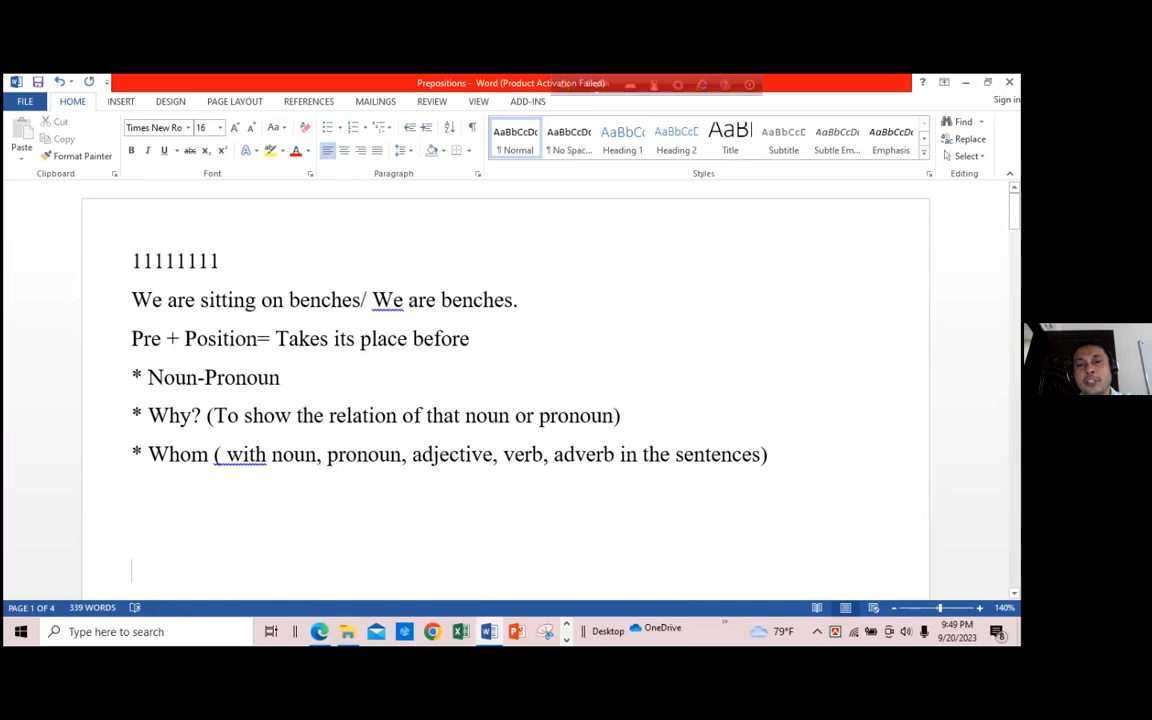 Prepositions - Word (Product Activation Failed)
FILE HOME INSERT DESIGN PAGE LAYOUT REFERENCES MAILINGS REVIEW VIEW ADD-INS Sign in
Cut
Copy
Format Painter
Paste
Times New Ro 16
AaBbCcDc AaBbCcDc AaBbC AaBbCcD AaBl AaBbCcD AaBbCcDc AaBbCcDc
¶ Normal ¶ No Spac... Heading 1 Heading 2 Title Subtitle Subtle Em... Emphasis
Find
Replace
Select
Clipboard Font Paragraph Styles Editing
11111111
We are sitting on benches/ We are benches.
Pre + Position= Takes its place before
* Noun-Pronoun
* Why? (To show the relation of that noun or pronoun)
* Whom ( with noun, pronoun, adjective, verb, adverb in the sentences)
PAGE 1 OF 4 339 WORDS 140%
Type here to search Desktop OneDrive 79°F 9:49 PM
9/20/2023 8